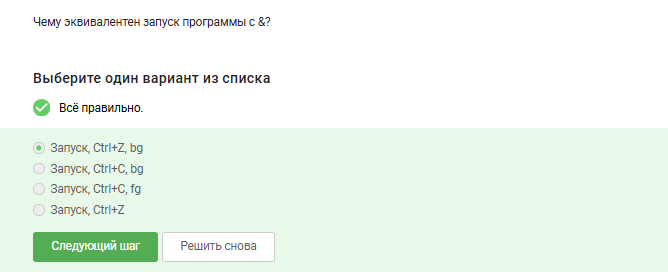 Чему эквивалентен запуск программы с &?
Выберите один вариант из списка
Всё правильно.
Запуск, Ctrl+Z, bg
Запуск, Ctrl+C, bg
Запуск, Ctrl+C, fg
Запуск, Ctrl+Z
Следующий шаг Решить снова